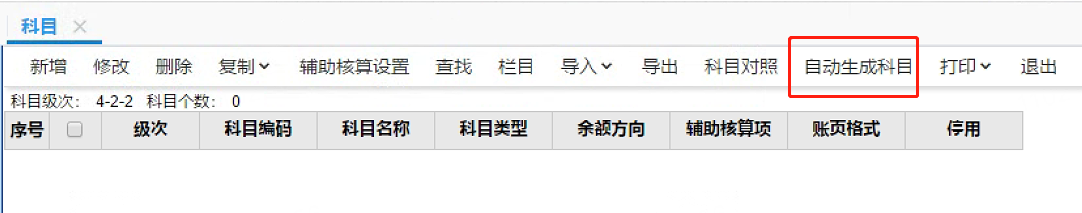 科目
新增 修改 删除 复制 辅助核算设置 查找 栏目 导入 导出 科目对照 自动生成科目 打印 退出
科目级次： 4-2-2 科目个数： 0
序号 级次 科目编码 科目名称 科目类型 余额方向 辅助核算项 账页格式 停用